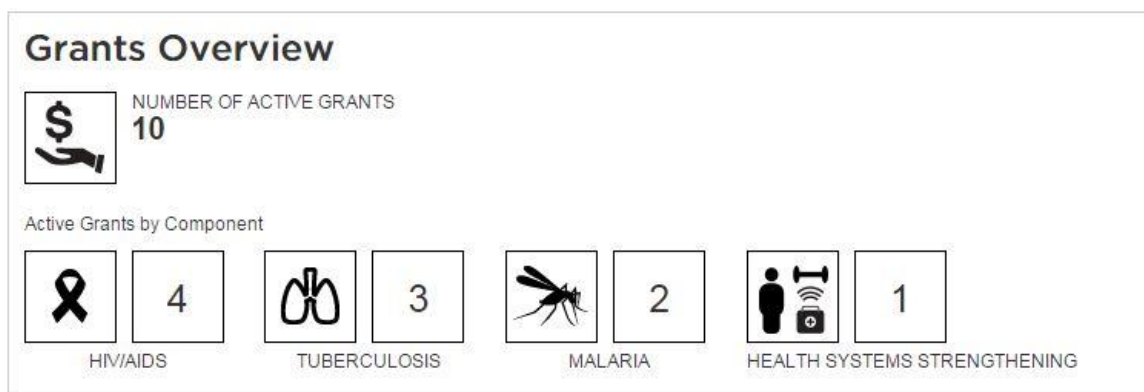 Grants Overview
NUMBER OF ACTIVE GRANTS
$
10
Active Grants by Component
4
3
2
1
HIV/AIDS
TUBERCULOSIS
MALARIA
HEALTH SYSTEMS STRENGTHENING